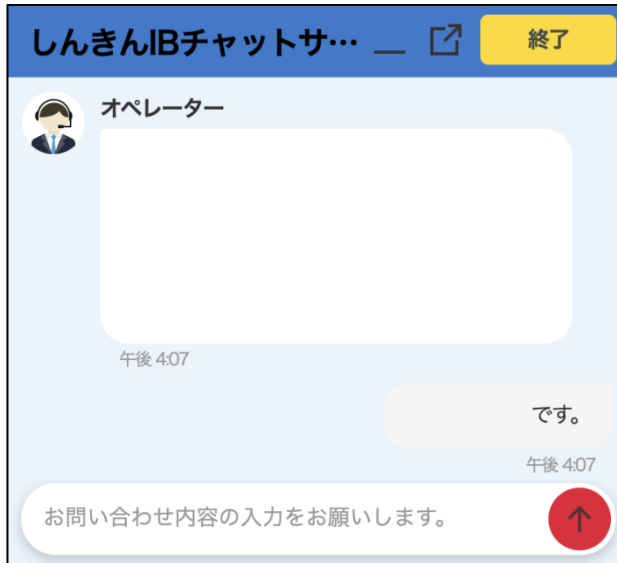 しんきんIBチャットサ… 終了
オペレーター
午後 4:07
です。
午後 4:07
お問い合わせ内容の入力をお願いします。